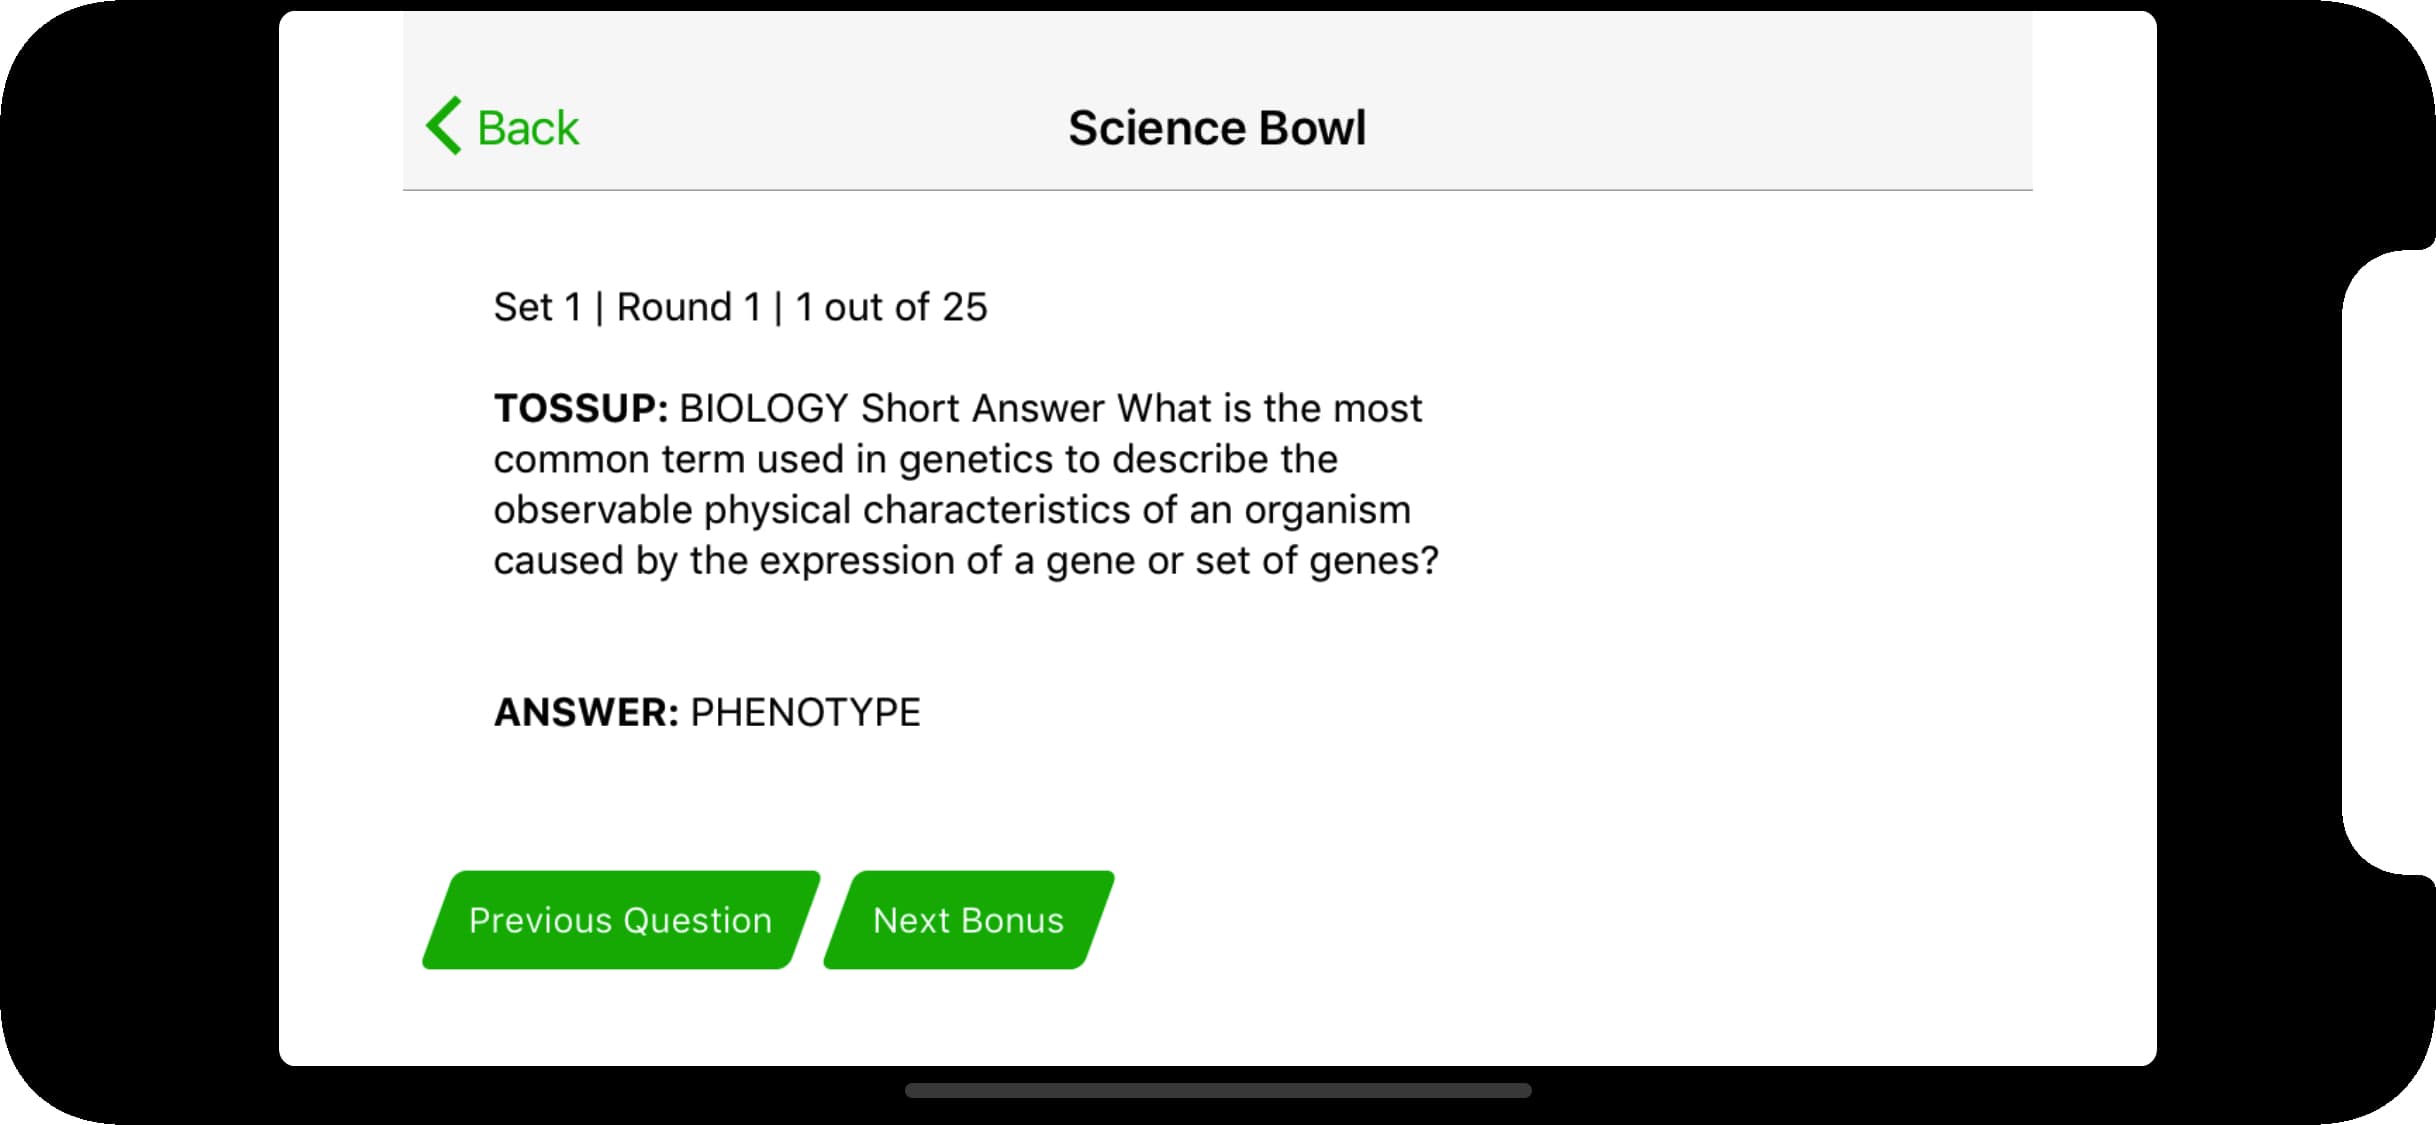 Back
Science Bowl
Set 1 | Round 1 | 1 out of 25
TOSSUP: BIOLOGY Short Answer What is the most
common term used in genetics to describe the
observable physical characteristics of an organism
caused by the expression of a gene or set of genes?
ANSWER: PHENOTYPE
Previous Question
Next Bonus